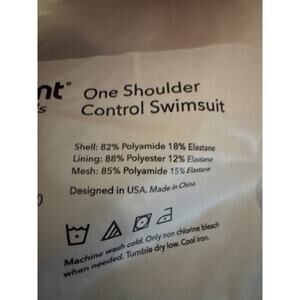 nt® One Shoulder
's Control Swimsuit
Shell: 82% Polyamide 18% Elastane
Lining: 88% Polyester 12% Elastane
Mesh: 85% Polyamide 15% Elastane
Designed in USA. Made in China.
Machine wash cold. Only non chlorine bleach
when needed. Tumble dry low. Cool iron.